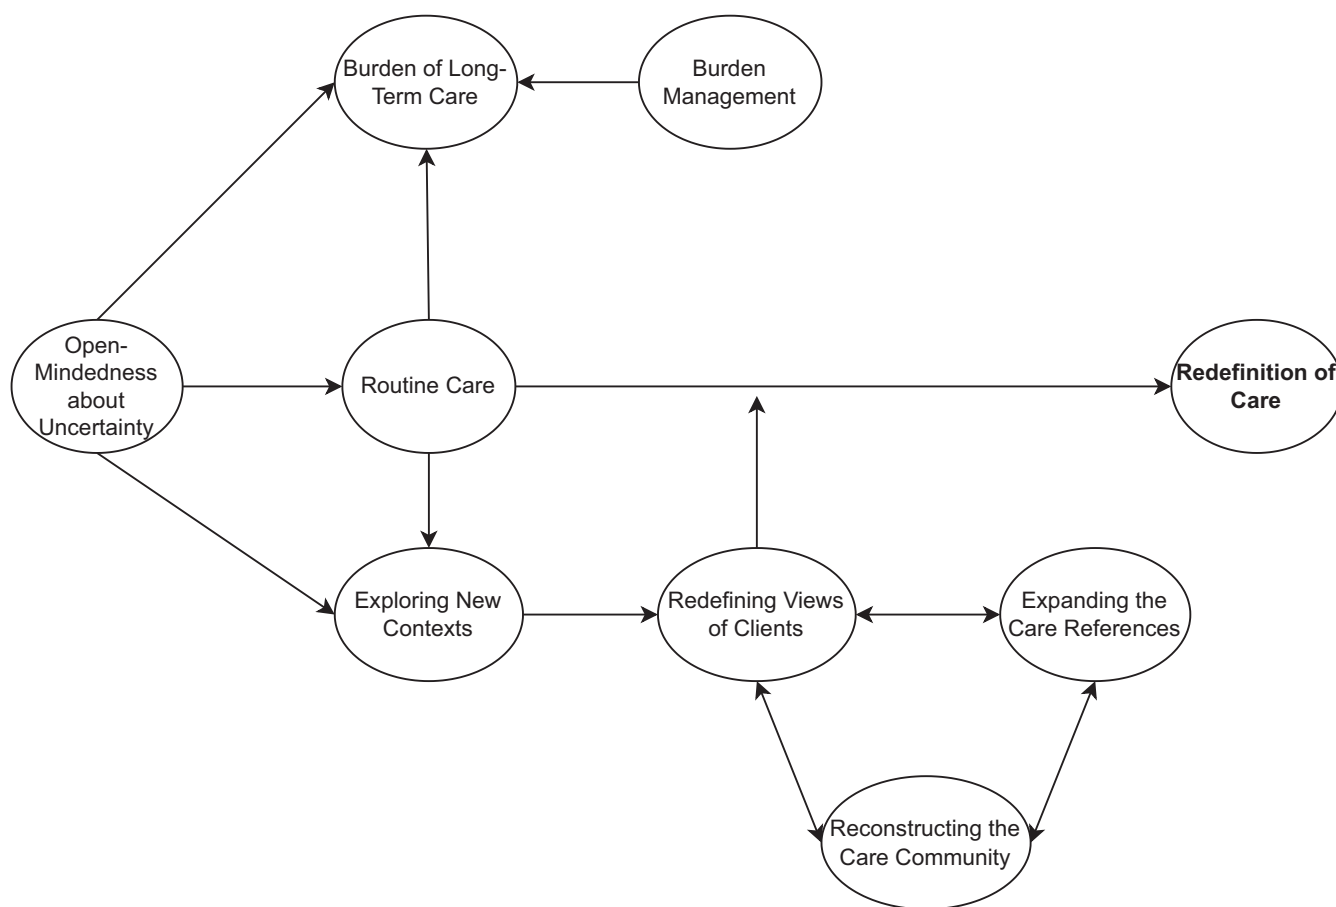 Burden of Long-
Term Care
Burden
Management
Open-
Mindedness
about
Uncertainty
Routine Care
Redefinition of
Care
Exploring New
Contexts
Redefining Views
of Clients
Expanding the
Care References
Reconstructing the
Care Community